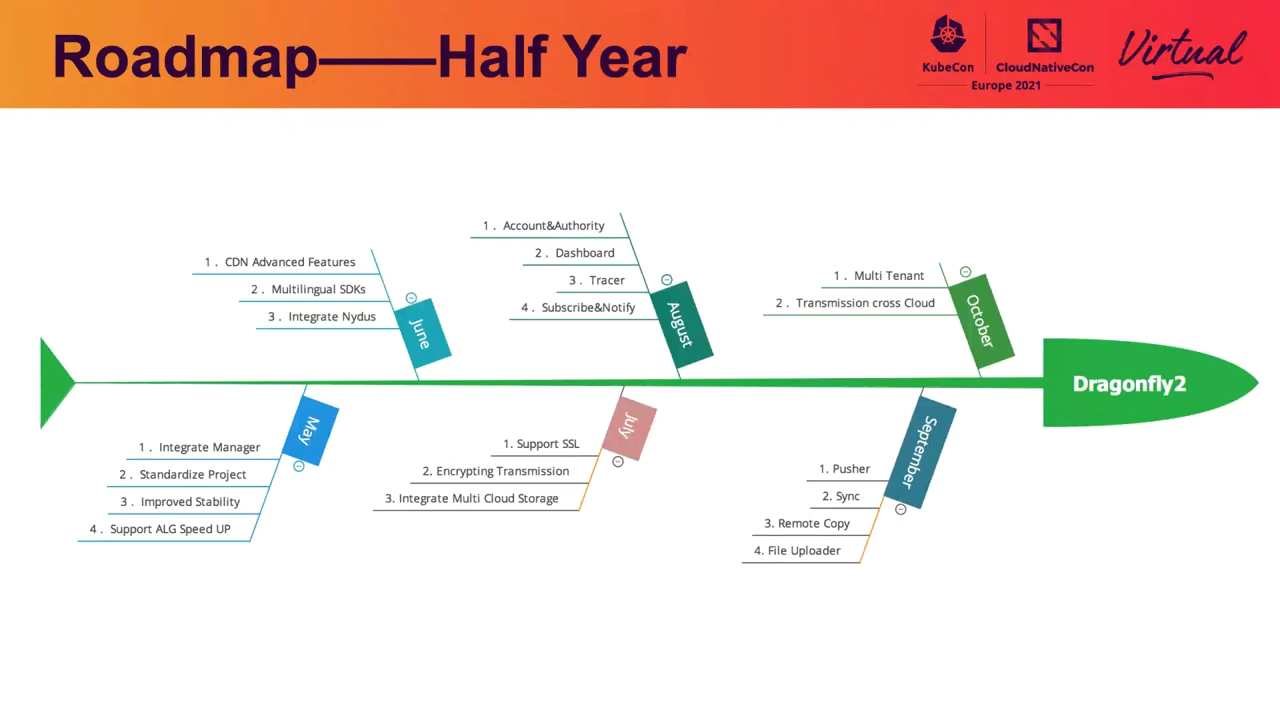 Roadmap——Half Year
KubeCon
CloudNativeCon
Europe 2021
Virtual
1 . CDN Advanced Features
2 . Multilingual SDKs
3 . Integrate Nydus
June
1 . Account&Authority
2 . Dashboard
3 . Tracer
4 . Subscribe&Notify
August
1 . Multi Tenant
2 . Transmission cross Cloud
October
Dragonfly2
May
1 . Integrate Manager
2 . Standardize Project
3 . Improved Stability
4 . Support ALG Speed UP
July
1. Support SSL
2. Encrypting Transmission
3. Integrate Multi Cloud Storage
September
1. Pusher
2. Sync
3. Remote Copy
4. File Uploader